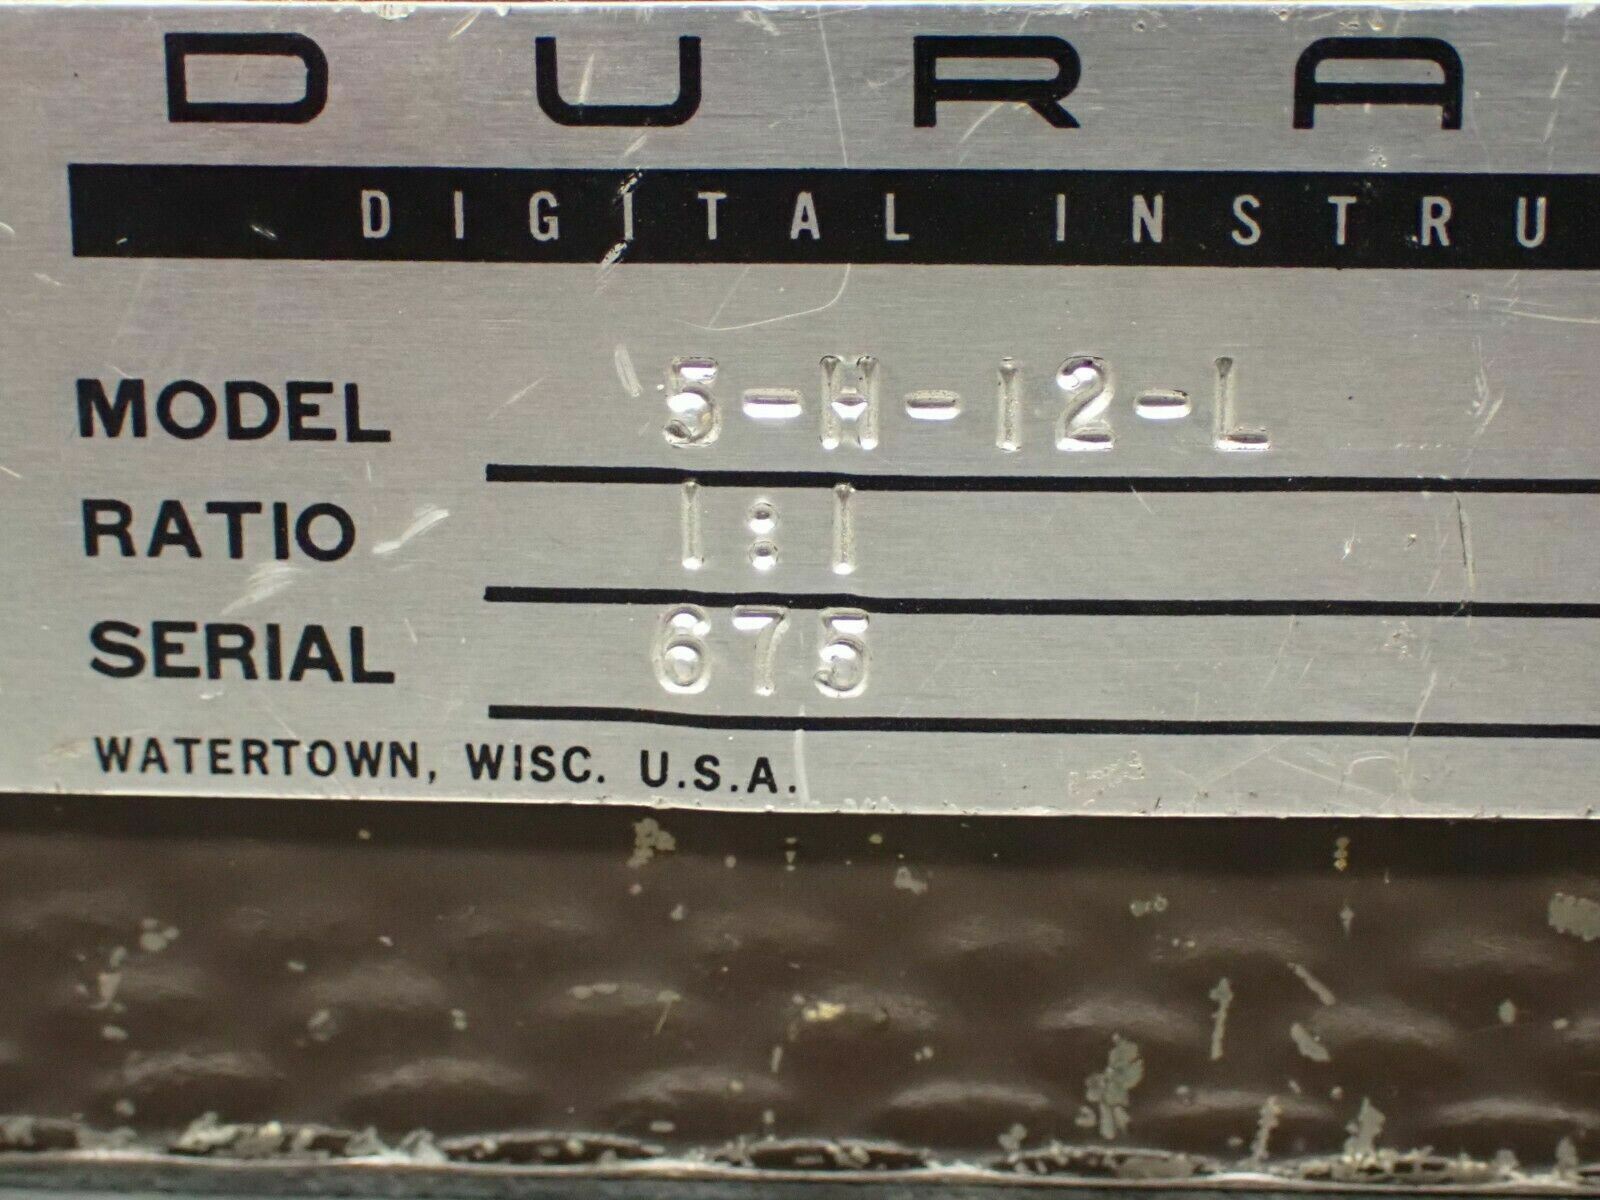 DURA
DIGITAL INSTRU
MODEL 5-H-12-L
RATIO 1:1
SERIAL 675
WATERTOWN, WISC. U.S.A.